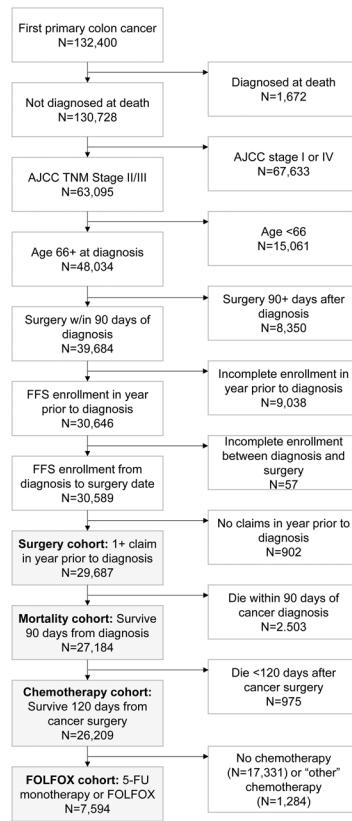 First primary colon cancer
N=132,400
Diagnosed at death
N=1,672
Not diagnosed at death
N=130,728
AJCC stage I or IV
N=67,633
AJCC TNM Stage II/III
N=63,095
Age <66
N=15,061
Age 66+ at diagnosis
N=48,034
Surgery 90+ days after
diagnosis
N=8,350
Surgery w/in 90 days of
diagnosis
N=39,684
Incomplete enrollment in
year prior to diagnosis
N=9,038
FFS enrollment in year
prior to diagnosis
N=30,646
Incomplete enrollment
between diagnosis and
surgery
N=57
FFS enrollment from
diagnosis to surgery date
N=30,589
No claims in year prior to
diagnosis
N=902
Surgery cohort: 1+ claim
in year prior to diagnosis
N=29,687
Die within 90 days of
cancer diagnosis
N=2.503
Mortality cohort: Survive
90 days from diagnosis
N=27,184
Die <120 days after
cancer surgery
N=975
Chemotherapy cohort:
Survive 120 days from
cancer surgery
N=26,209
No chemotherapy
(N=17,331) or “other”
chemotherapy
(N=1,284)
FOLFOX cohort: 5-FU
monotherapy or FOLFOX
N=7,594